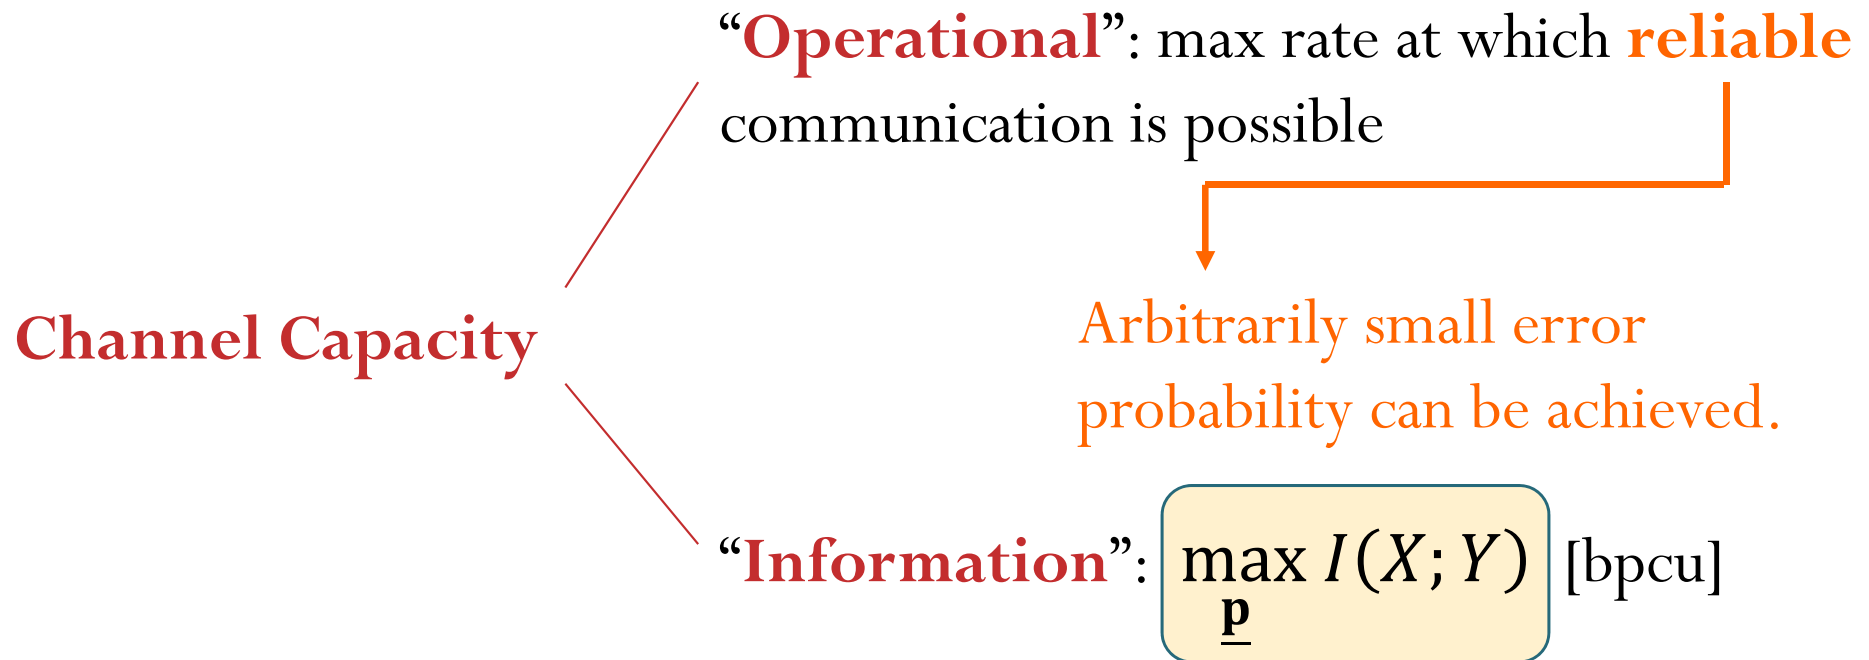 “Operational”: max rate at which reliable
communication is possible
Channel Capacity
Arbitrarily small error
probability can be achieved.
“Information”: max I(X; Y) [bpcu]
p